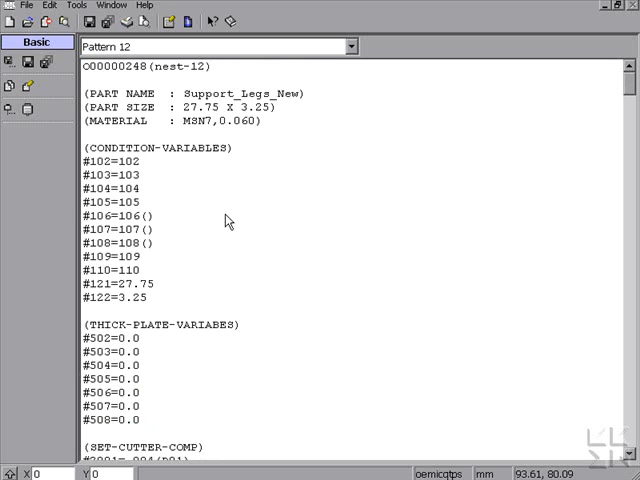 File Edit Tools Window Help
Basic
Pattern 12
O00000248(nest-12)
(PART NAME : Support_Legs_New)
(PART SIZE : 27.75 X 3.25)
(MATERIAL : MSN7,0.060)
(CONDITION-VARIABLES)
#102=102
#103=103
#104=104
#105=105
#106=106()
#107=107()
#108=108()
#109=109
#110=110
#121=27.75
#122=3.25
(THICK-PLATE-VARIABES)
#502=0.0
#503=0.0
#504=0.0
#505=0.0
#506=0.0
#507=0.0
#508=0.0
(SET-CUTTER-COMP)
X 0 Y 0 oemicqtps mm 93.61, 80.09